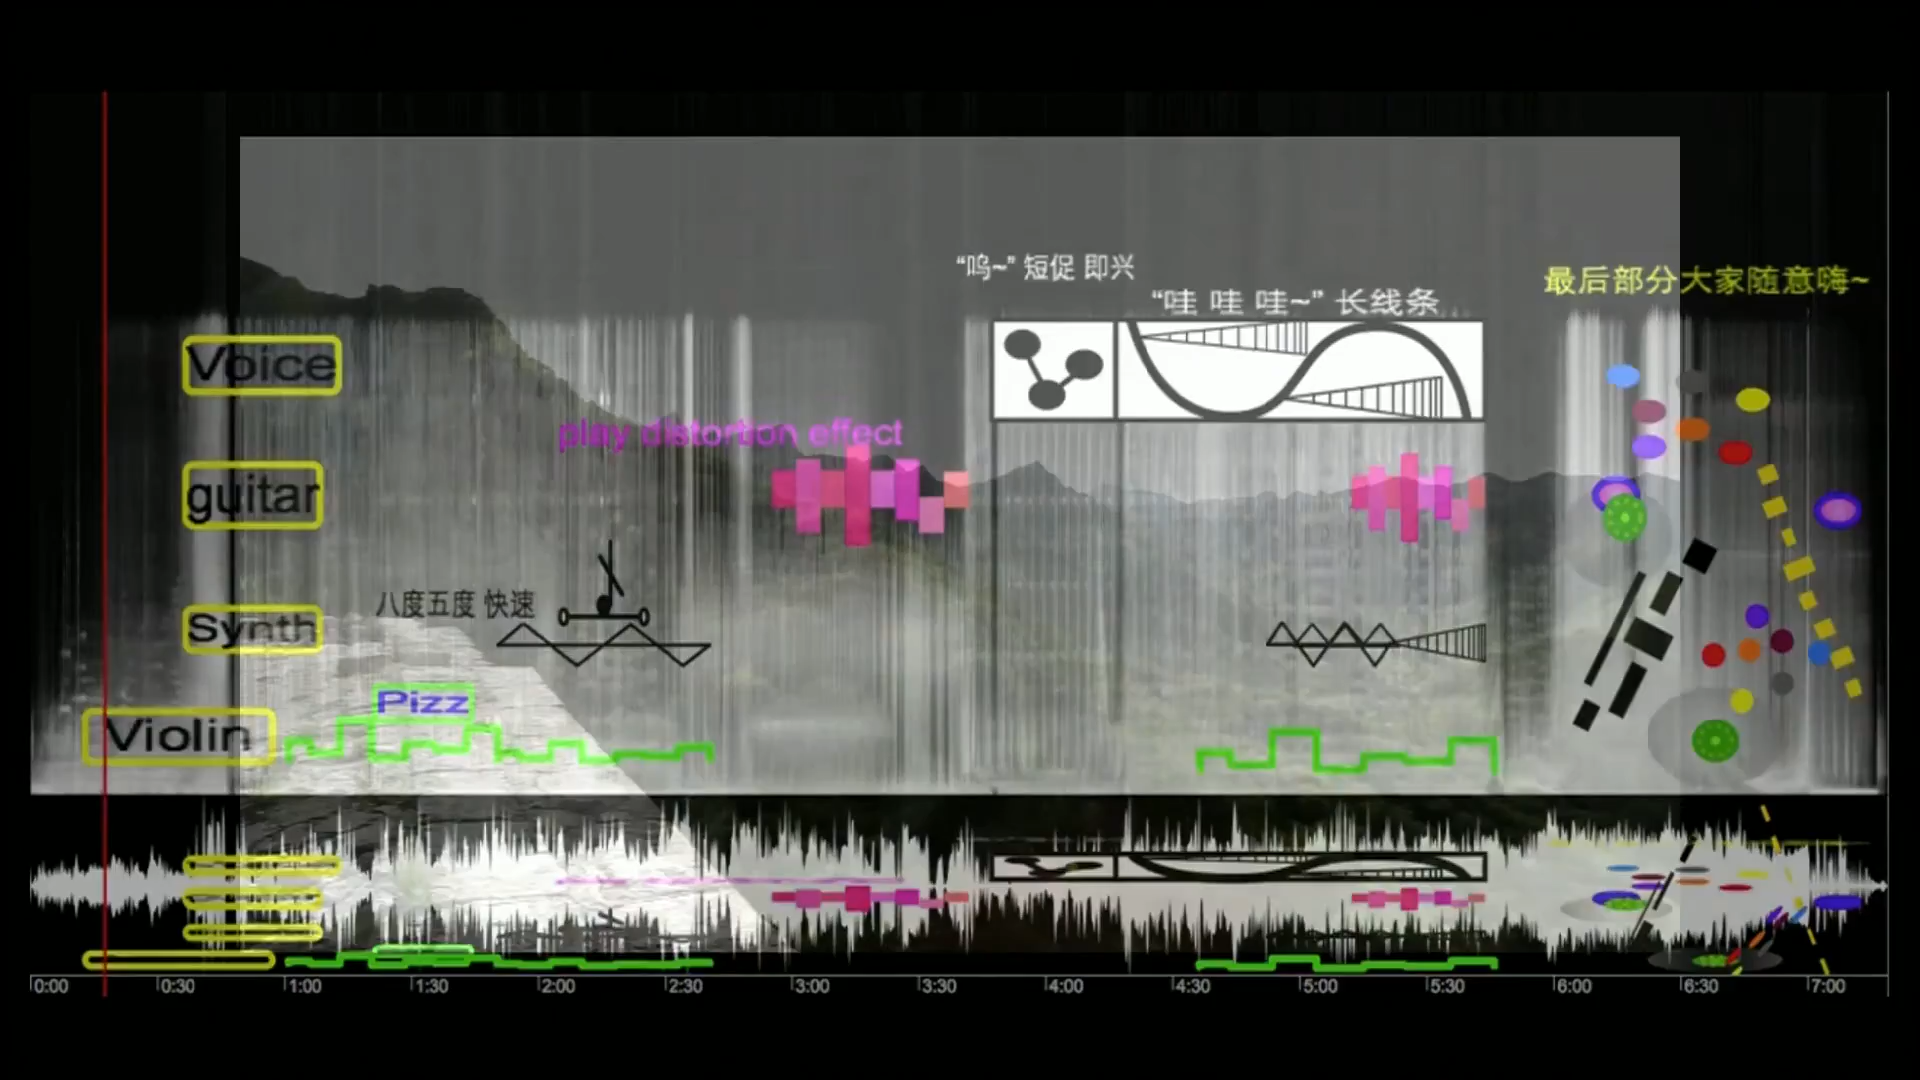 “呜~” 短促 即兴
“哇 哇 哇~” 长线条
最后部分大家随意嗨~
Voice
play distortion effect
guitar
八度五度 快速
Synth
Pizz
Violin
0:00 0:30 1:00 1:30 2:00 2:30 3:00 3:30 4:00 4:30 5:00 5:30 6:00 6:30 7:00